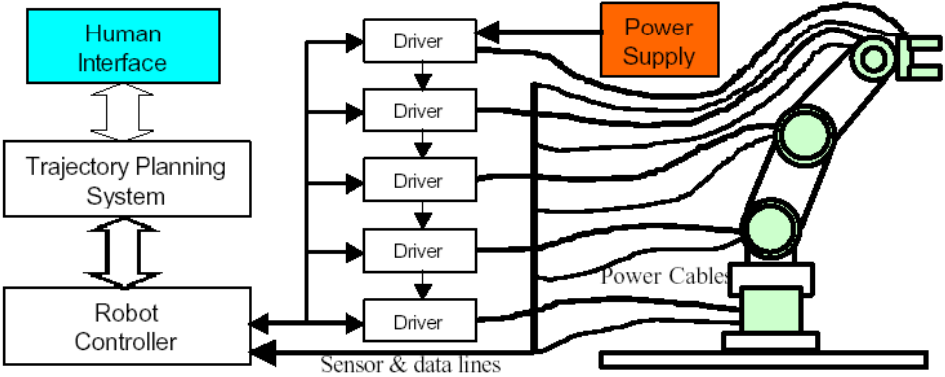 Human
Interface
Trajectory Planning
System
Robot
Controller
Driver
Driver
Driver
Driver
Driver
Power
Supply
Power Cables
Sensor & data lines